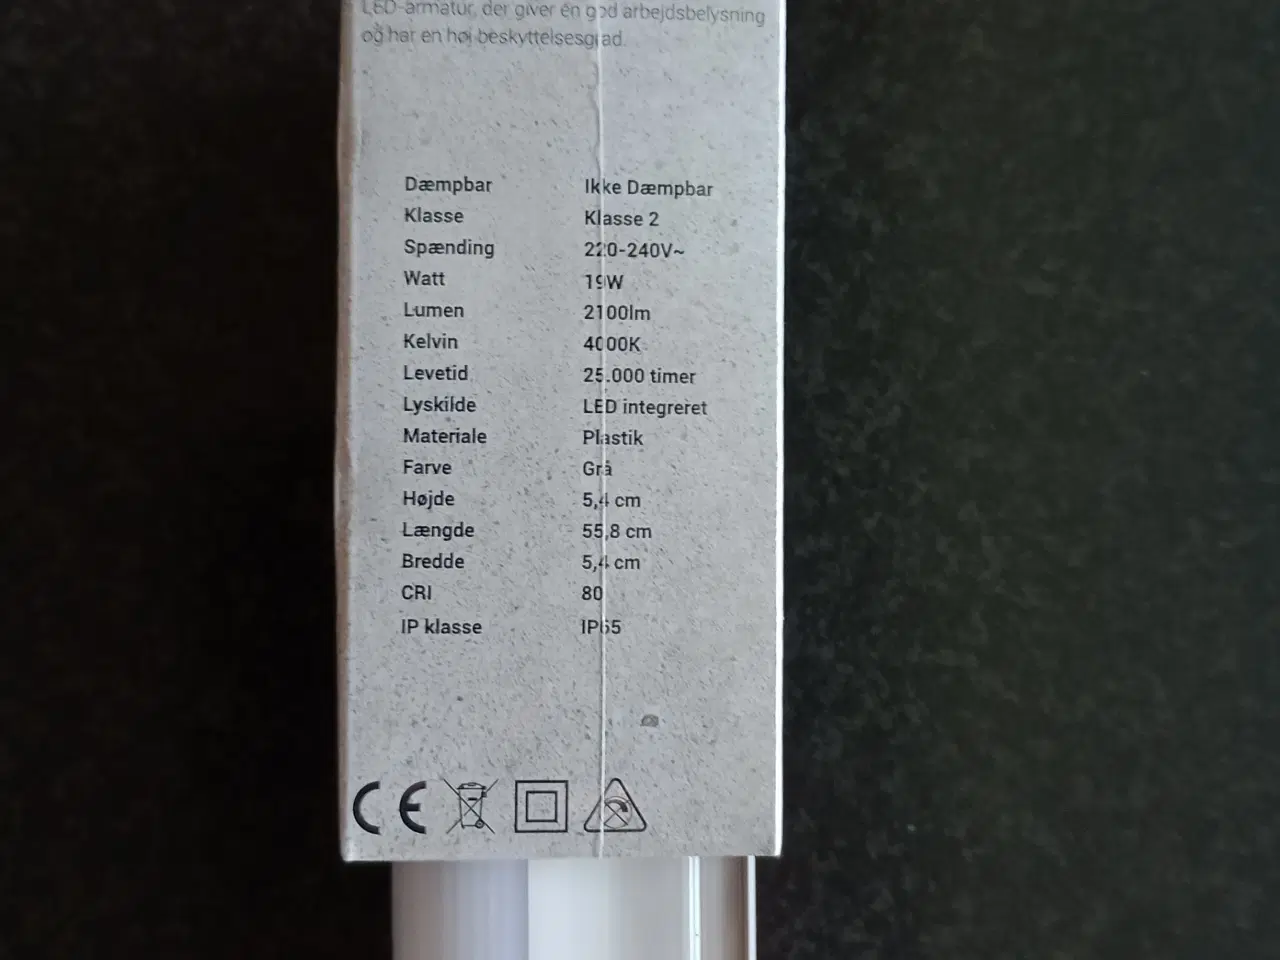 LED-armatur, der giver en god arbejdsbelysning
og har en høj beskyttelsesgrad.
Dæmpbar Ikke Dæmpbar
Klasse Klasse 2
Spænding 220-240V~
Watt 19W
Lumen 2100lm
Kelvin 4000K
Levetid 25.000 timer
Lyskilde LED integreret
Materiale Plastik
Farve Grå
Højde 5,4 cm
Længde 55,8 cm
Bredde 5,4 cm
CRI 80
IP klasse IP65
CE